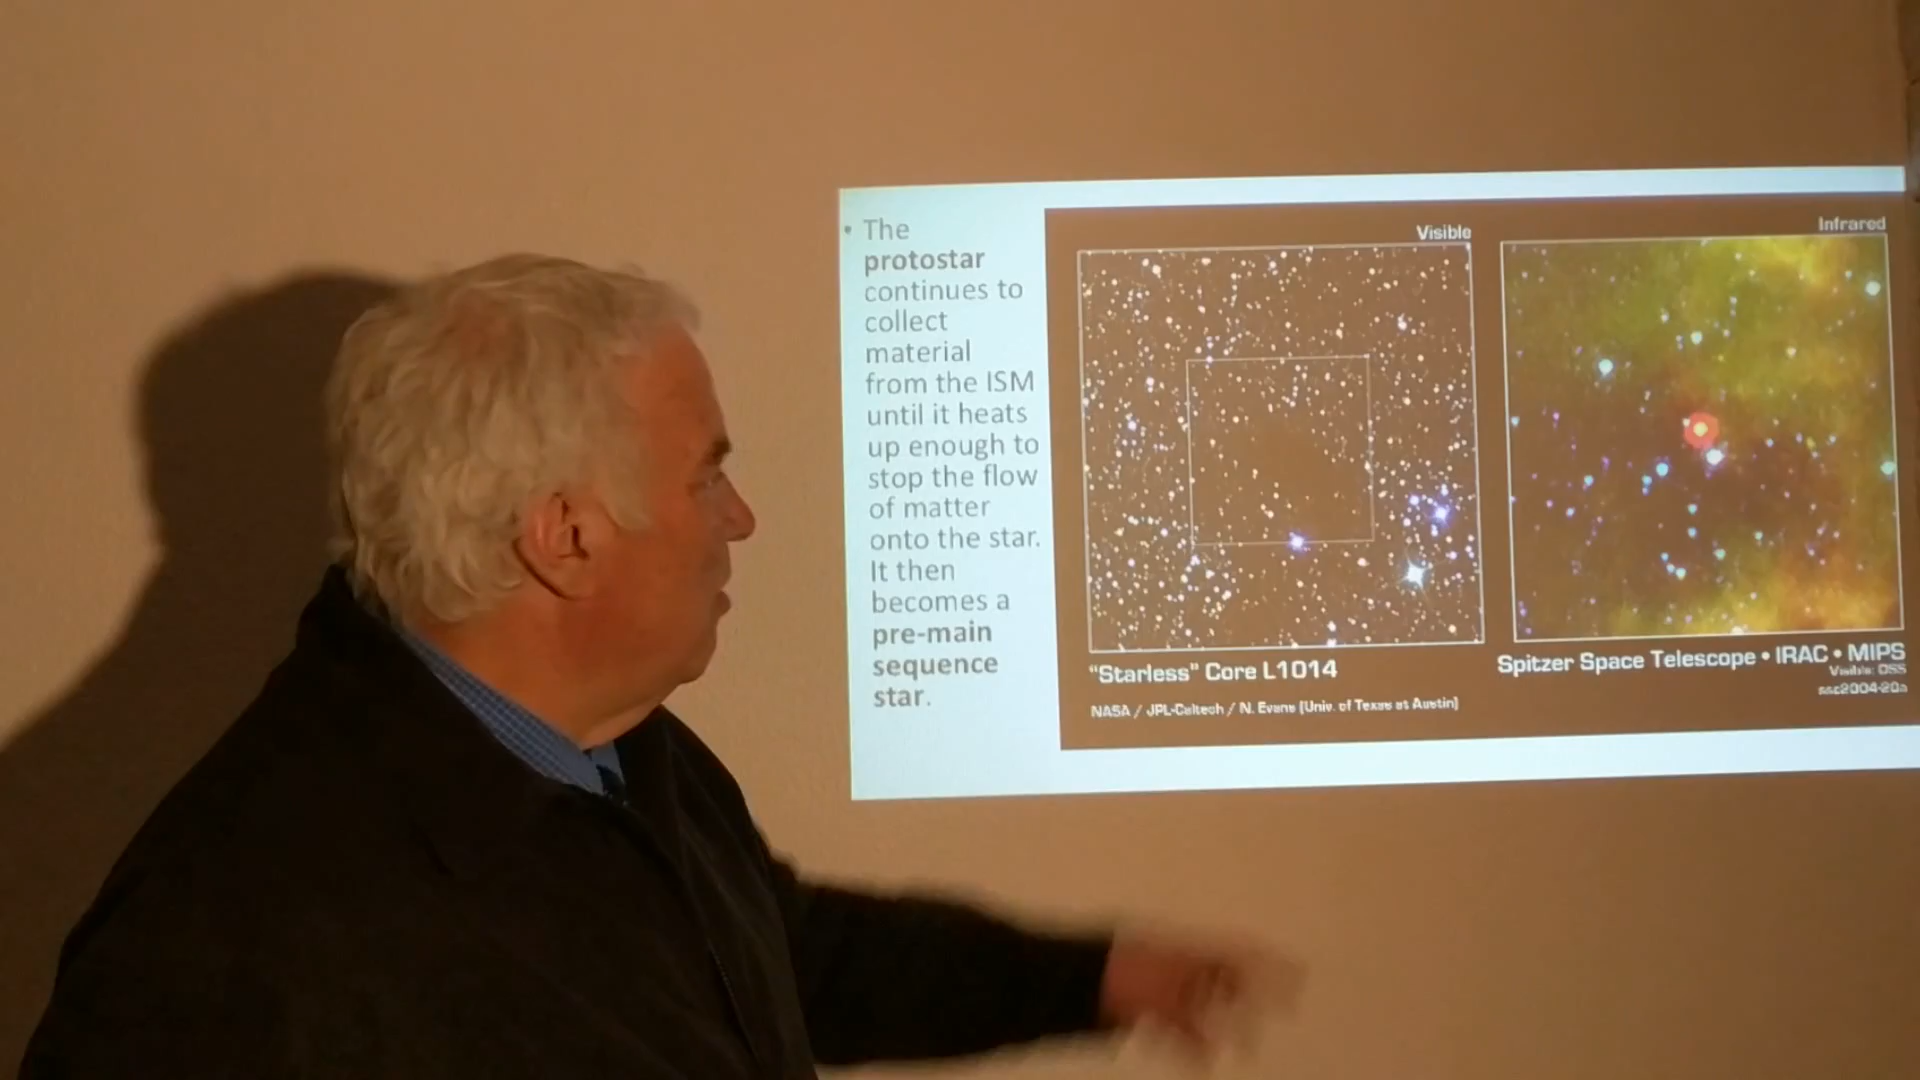 • The
protostar
continues to
collect
material
from the ISM
until it heats
up enough to
stop the flow
of matter
onto the star.
It then
becomes a
pre-main
sequence
star.
Visible
Infrared
"Starless" Core L1014
Spitzer Space Telescope • IRAC • MIPS
Visible: DSS
ssc2004-20a
NASA / JPL-Caltech / N. Evans (Univ. of Texas at Austin)